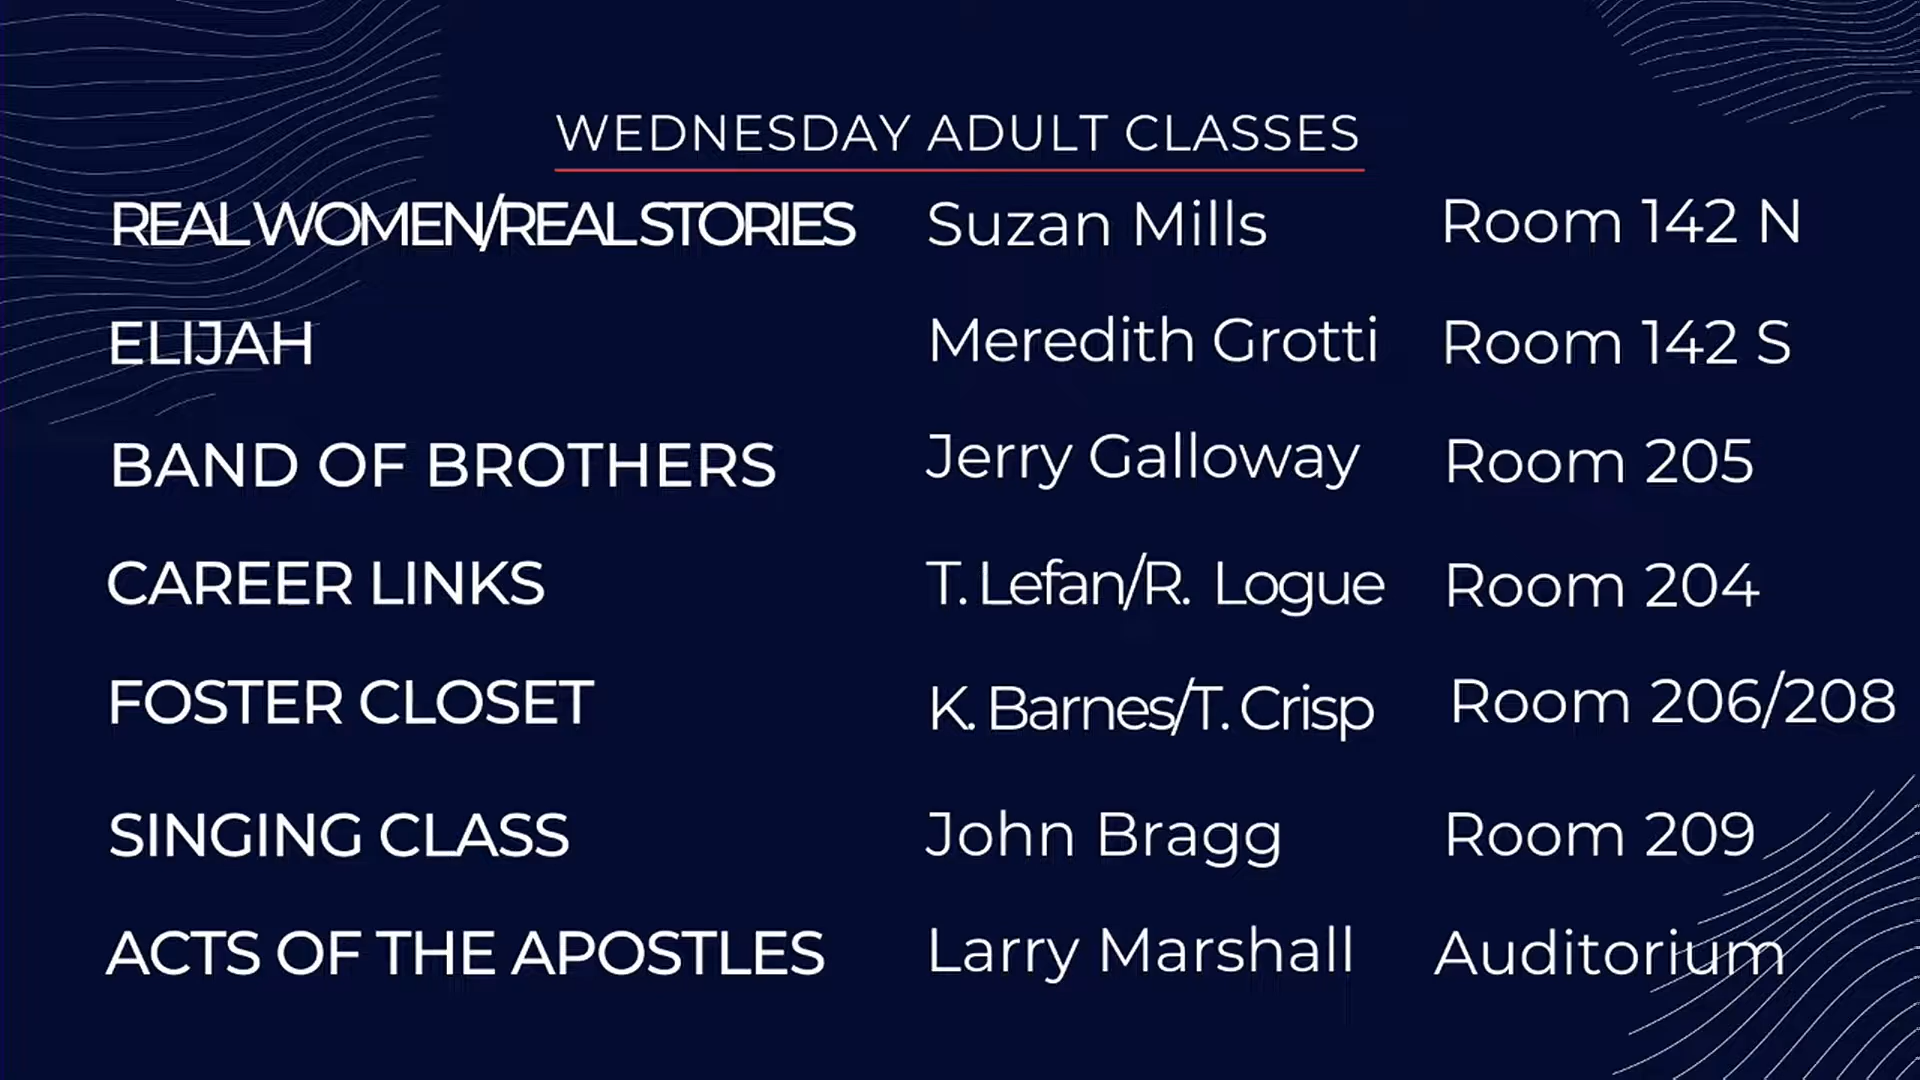 WEDNESDAY ADULT CLASSES
REAL WOMEN/REAL STORIES Suzan Mills Room 142 N
ELIJAH Meredith Grotti Room 142 S
BAND OF BROTHERS Jerry Galloway Room 205
CAREER LINKS T. Lefan/R. Logue Room 204
FOSTER CLOSET K. Barnes/T. Crisp Room 206/208
SINGING CLASS John Bragg Room 209
ACTS OF THE APOSTLES Larry Marshall Auditorium